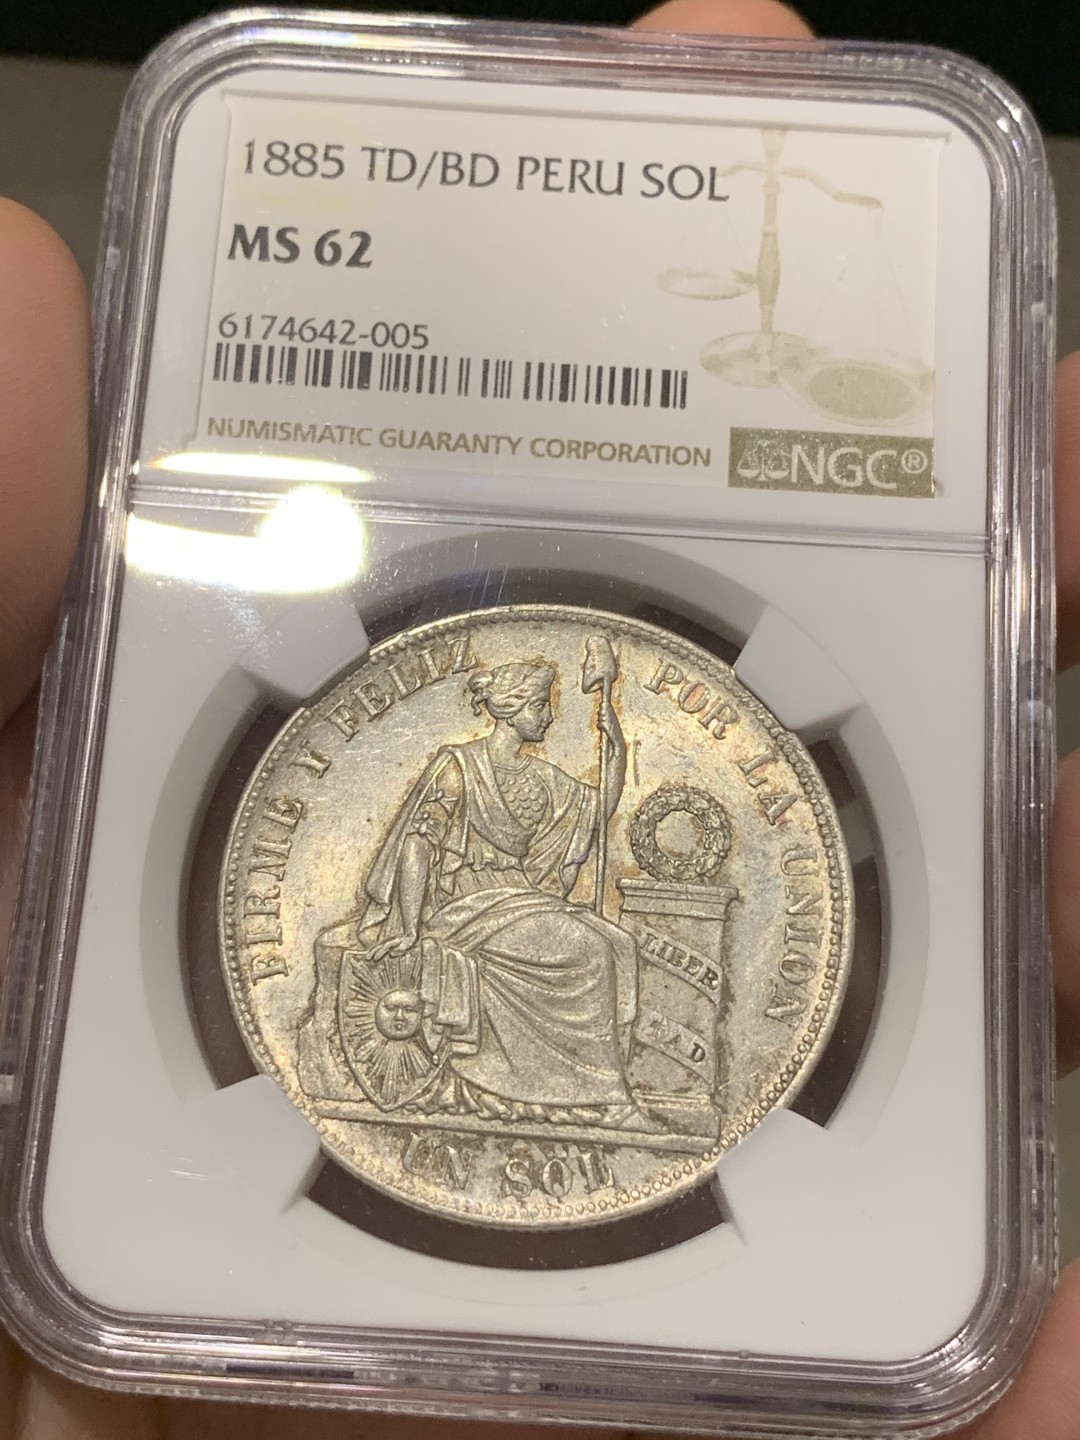 1885 TD/BD PERU SOL
MS 62
6174642-005
NUMISMATIC GUARANTY CORPORATION
NGC®
FIRME Y FELIZ POR LA UNION
LIBER
TAD
UN SOL